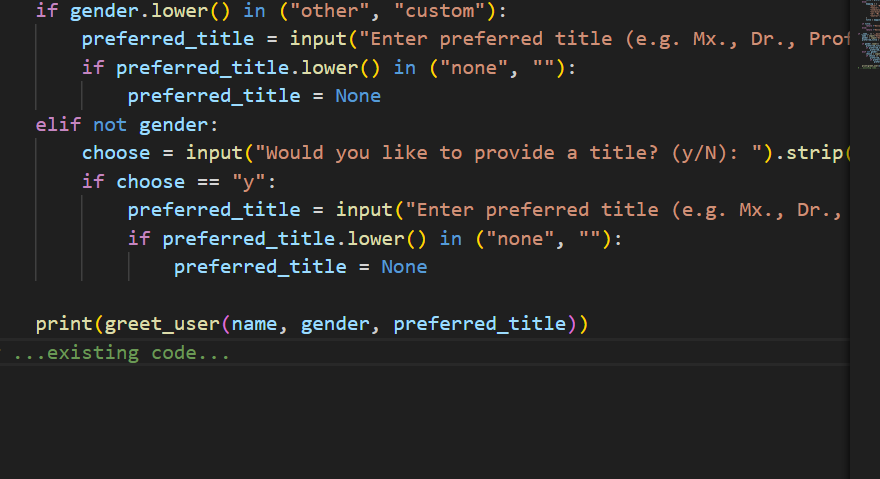 if gender.lower() in ("other", "custom"):
preferred_title = input("Enter preferred title (e.g. Mx., Dr., Prof
if preferred_title.lower() in ("none", ""):
preferred_title = None
elif not gender:
choose = input("Would you like to provide a title? (y/N): ").strip(
if choose == "y":
preferred_title = input("Enter preferred title (e.g. Mx., Dr.,
if preferred_title.lower() in ("none", ""):
preferred_title = None
print(greet_user(name, gender, preferred_title))
...existing code...